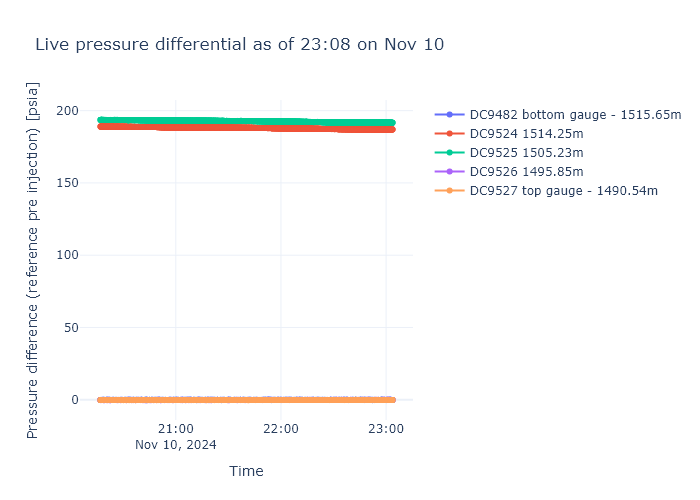 Live pressure differential as of 23:08 on Nov 10
Pressure difference (reference pre injection) [psia]
200
150
100
50
0
21:00
Nov 10, 2024
22:00
23:00
Time
DC9482 bottom gauge - 1515.65m
DC9524 1514.25m
DC9525 1505.23m
DC9526 1495.85m
DC9527 top gauge - 1490.54m